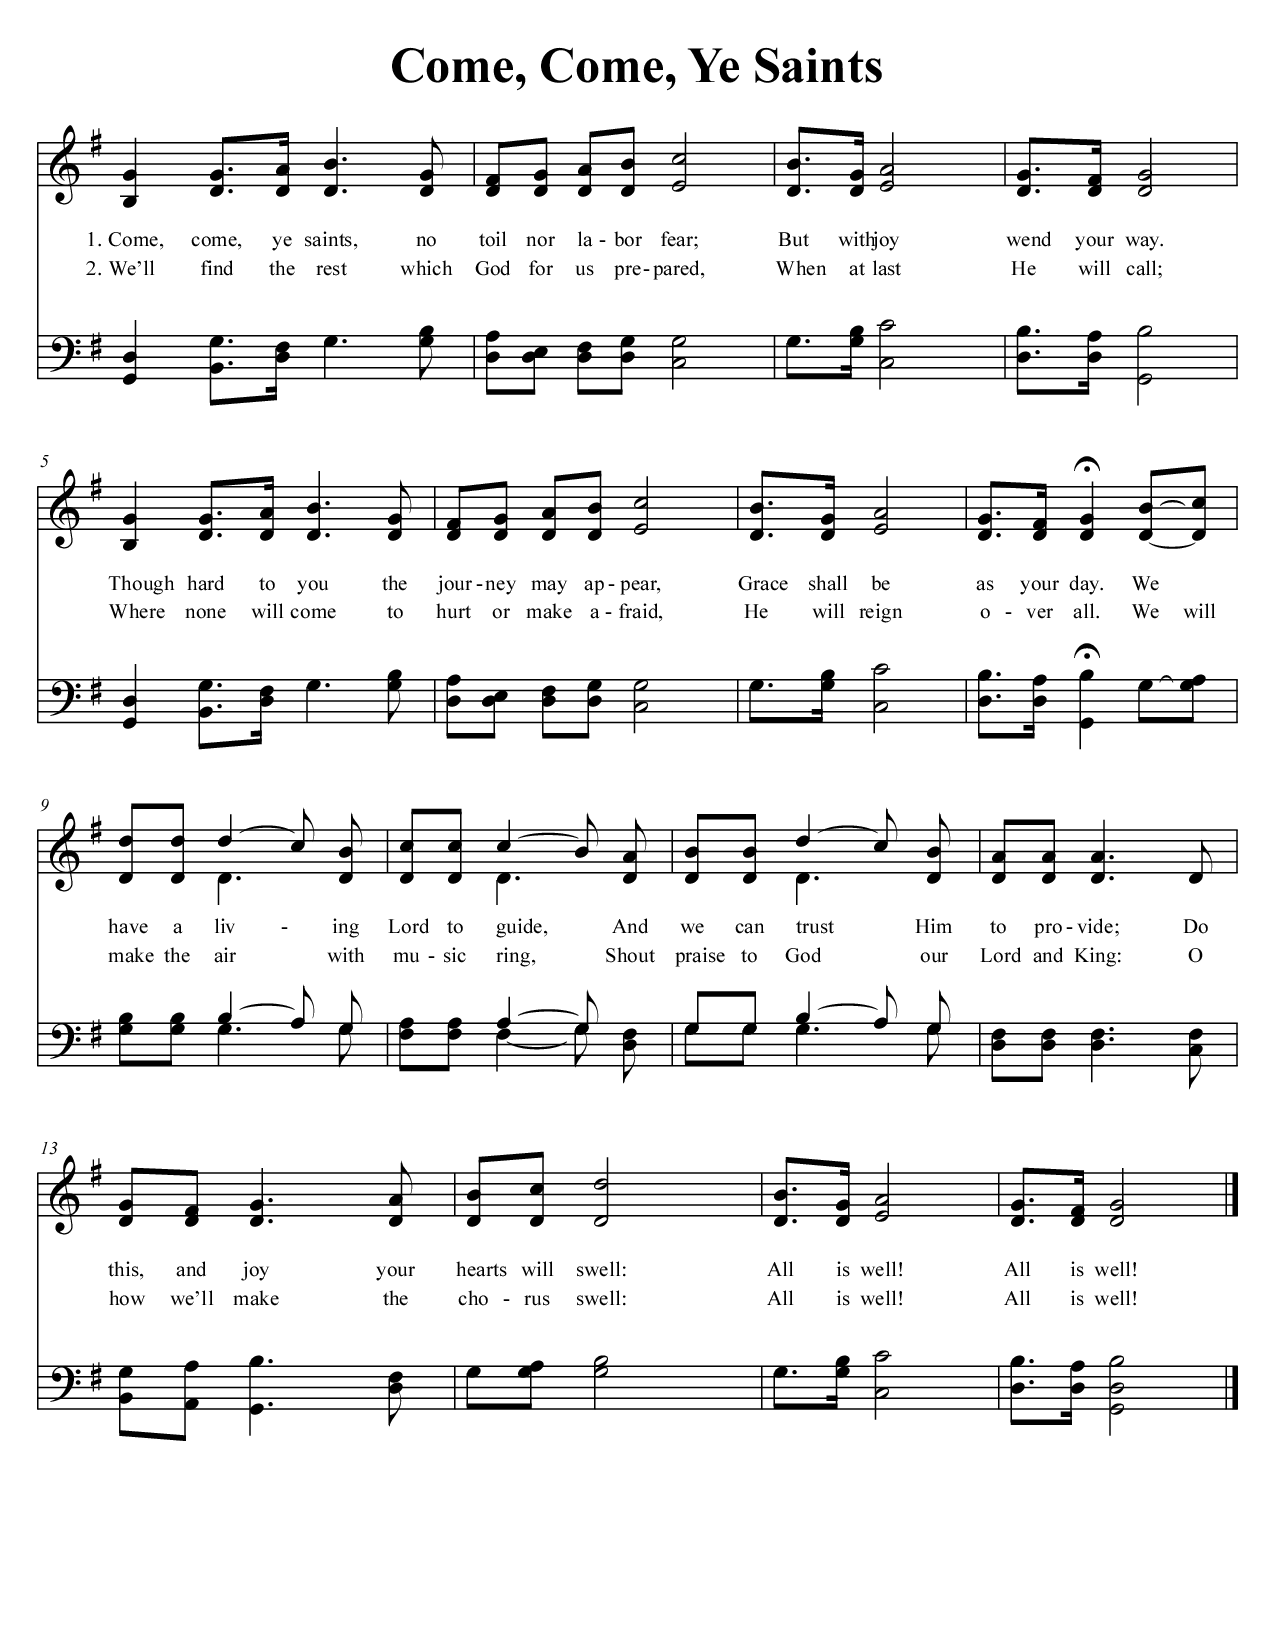 Come, Come, Ye Saints
1. Come, come, ye saints, no toil nor la - bor fear; But with joy wend your way.
2. We’ll find the rest which God for us pre - pared, When at last He will call;
5
Though hard to you the jour - ney may ap - pear, Grace shall be as your day. We
Where none will come to hurt or make a - fraid, He will reign o - ver all. We will
9
have a liv - ing Lord to guide, And we can trust Him to pro - vide; Do
make the air with mu - sic ring, Shout praise to God our Lord and King: O
13
this, and joy your hearts will swell: All is well! All is well!
how we’ll make the cho - rus swell: All is well! All is well!